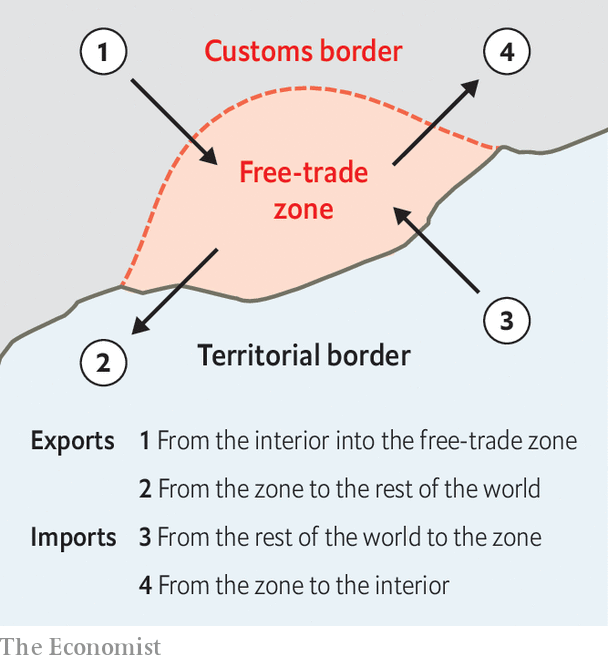 1
Customs border
4
Free-trade
zone
3
2
Territorial border
Exports 1 From the interior into the free-trade zone
2 From the zone to the rest of the world
Imports 3 From the rest of the world to the zone
4 From the zone to the interior
The Economist